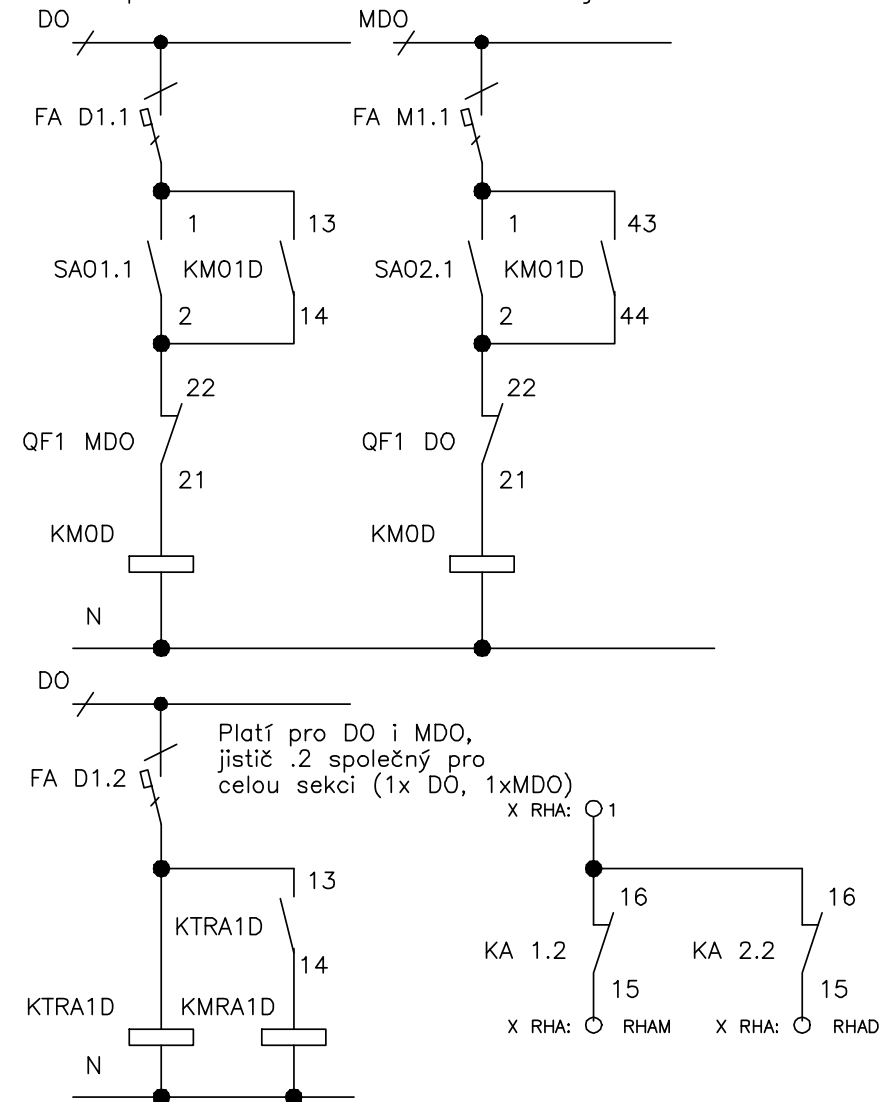 DO
MDO
FA D1.1
FA M1.1
1
13
1
43
SA01.1
KM01D
SA02.1
KM01D
2
14
2
44
22
22
QF1 MDO
QF1 DO
21
21
KM0D
KM0D
N
DO
Platí pro DO i MDO,
jistič .2 společný pro
celou sekci (1x DO, 1xMDO)
FA D1.2
X RHA:
1
13
16
16
KTRA1D
KA 1.2
KA 2.2
14
15
15
KTRA1D
KMRA1D
X RHA:
RHAM
X RHA:
RHAD
N